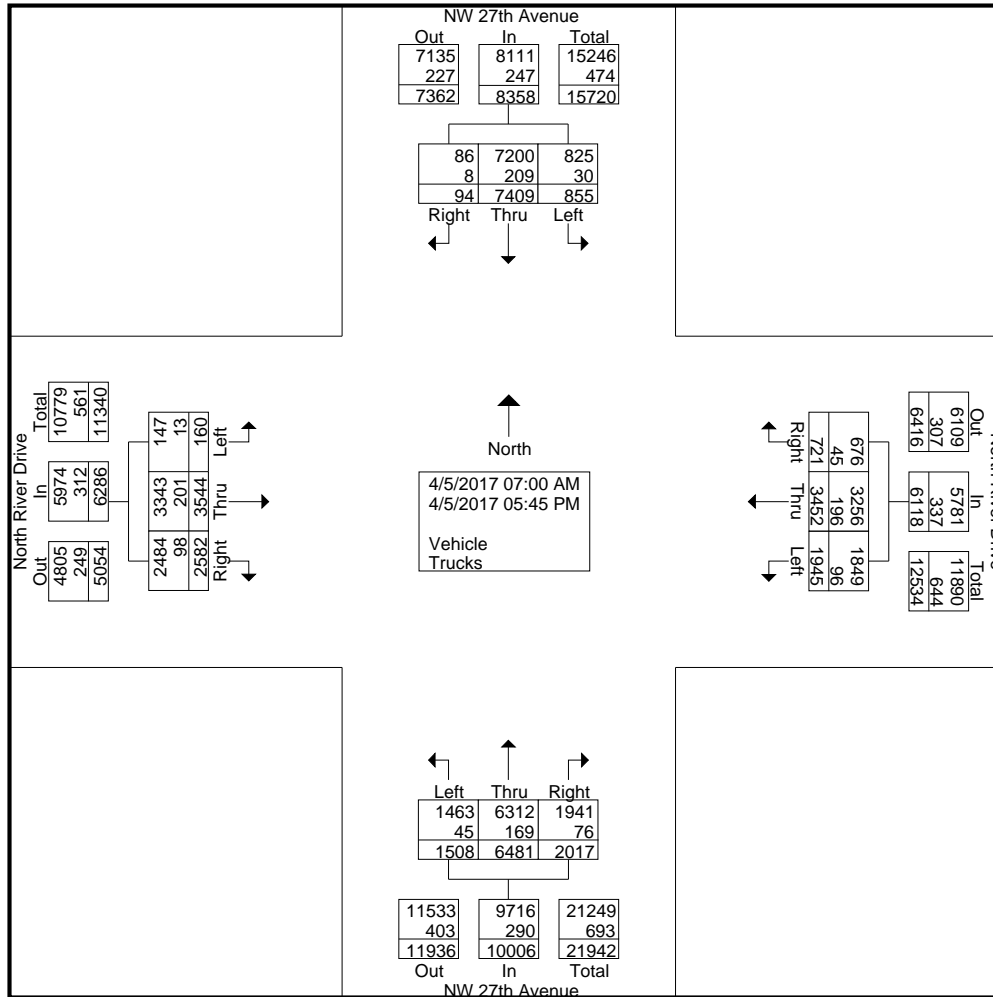 NW 27th Avenue
Out In Total
7135 8111 15246
227 247 474
7362 8358 15720
86 7200 825
8 209 30
94 7409 855
Right Thru Left
North River Drive
Total
10779
561
11340
In
5974
312
6286
Out
4805
249
5054
Left
147
13
160
Thru
3343
201
3544
Right
2484
98
2582
North
4/5/2017 07:00 AM
4/5/2017 05:45 PM
Vehicle
Trucks
Right
676
45
721
Thru
3256
196
3452
Left
1849
96
1945
Out
6109
307
6416
In
5781
337
6118
Total
11890
644
12534
North River Drive
Left Thru Right
1463 6312 1941
45 169 76
1508 6481 2017
11533 9716 21249
403 290 693
11936 10006 21942
Out In Total
NW 27th Avenue